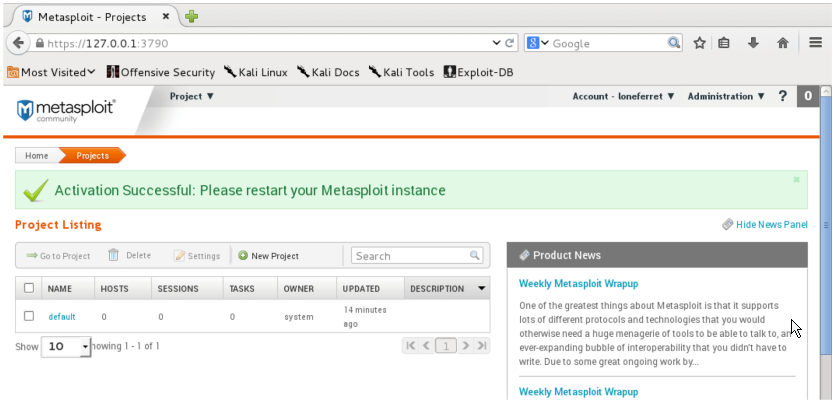 Metasploit - Projects
https://127.0.0.1:3790
Google
Most Visited Offensive Security Kali Linux Kali Docs Kali Tools Exploit-DB
metasploit
community
Project
Account - loneferret Administration ? 0
Home Projects
Activation Successful: Please restart your Metasploit instance
Project Listing
Hide News Panel
Go to Project Delete Settings New Project Search
NAME HOSTS SESSIONS TASKS OWNER UPDATED DESCRIPTION
default 0 0 0 system 14 minutes ago
Show 10 howing 1 - 1 of 1
1
Product News
Weekly Metasploit Wrapup
One of the greatest things about Metasploit is that it supports
lots of different protocols and technologies that you would
otherwise need a huge menagerie of tools to be able to talk to, an
ever-expanding bubble of interoperability that you didn't have to
write. Due to some great ongoing work by...
Weekly Metasploit Wrapup